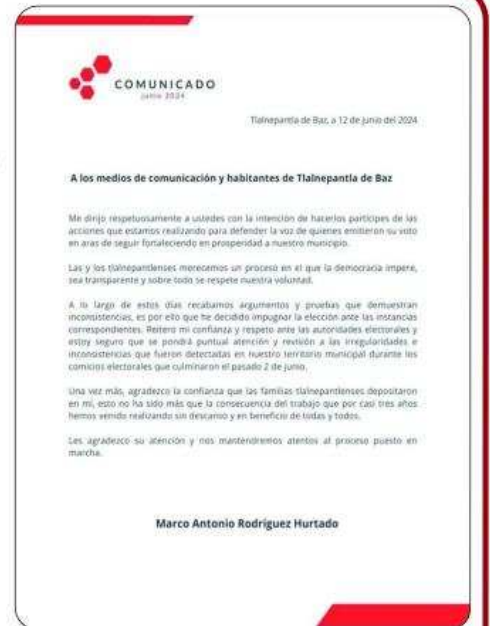 COMUNICADO
junio 2024
Tlalnepantla de Baz, a 12 de junio del 2024
A los medios de comunicación y habitantes de Tlalnepantla de Baz
Me dirijo respetuosamente a ustedes con la intención de hacerlos partícipes de las
acciones que estamos realizando para defender la voz de quienes emitieron su voto
en aras de seguir fortaleciendo en prosperidad a nuestro municipio.
Las y los tlalnepantlenses merecemos un proceso en el que la democracia impere,
sea transparente y sobre todo se respete nuestra voluntad.
A lo largo de estos días recabamos argumentos y pruebas que demuestran
inconsistencias, es por ello que he decidido impugnar la elección ante las instancias
correspondientes. Reitero mi confianza y respeto ante las autoridades electorales y
estoy seguro que se pondrá puntual atención y revisión a las irregularidades e
inconsistencias que fueron detectadas en nuestro territorio municipal durante los
comicios electorales que culminaron el pasado 2 de junio.
Una vez más, agradezco la confianza que las familias tlalnepantlenses depositaron
en mí, esto no ha sido más que la consecuencia del trabajo que por casi tres años
hemos venido realizando sin descanso y en beneficio de todas y todos.
Les agradezco su atención y nos mantendremos atentos al proceso puesto en
marcha.
Marco Antonio Rodríguez Hurtado